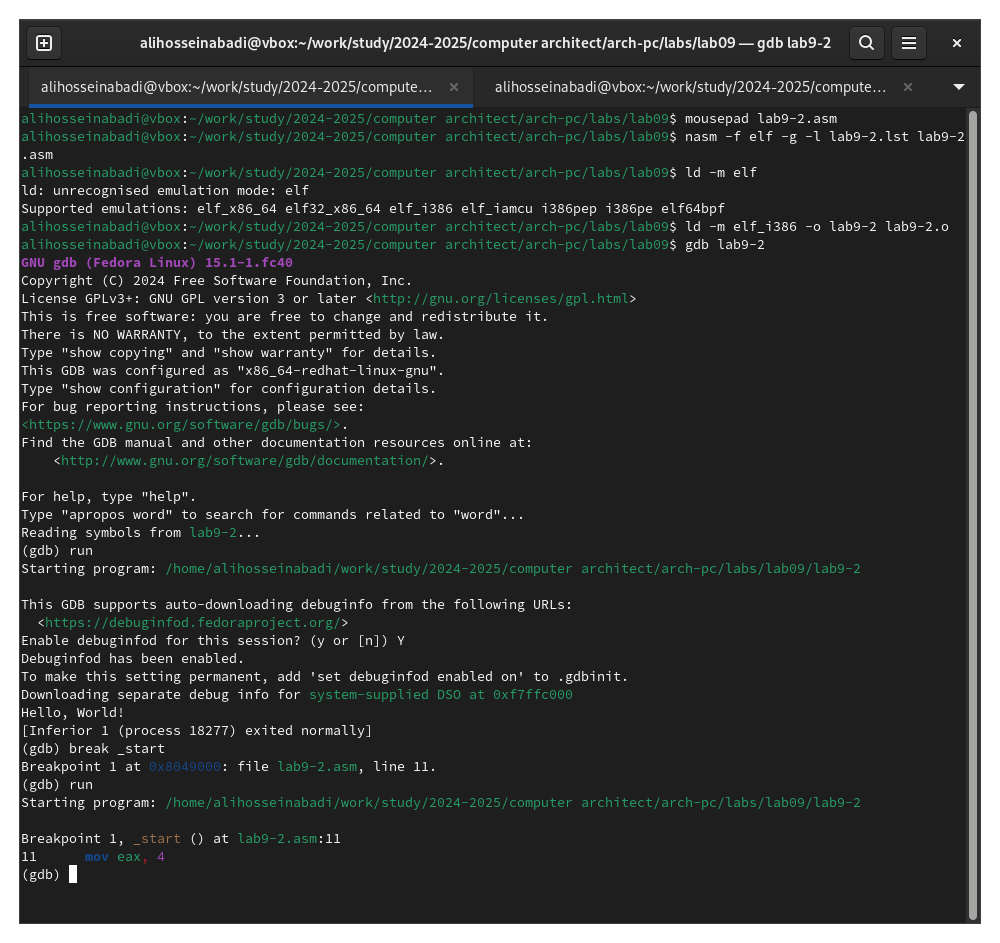 alihosseinabadi@vbox:~/work/study/2024-2025/computer architect/arch-pc/labs/lab09 — gdb lab9-2
alihosseinabadi@vbox:~/work/study/2024-2025/compute... alihosseinabadi@vbox:~/work/study/2024-2025/compute...
alihosseinabadi@vbox:~/work/study/2024-2025/computer architect/arch-pc/labs/lab09$ mousepad lab9-2.asm
alihosseinabadi@vbox:~/work/study/2024-2025/computer architect/arch-pc/labs/lab09$ nasm -f elf -g -l lab9-2.lst lab9-2
.asm
alihosseinabadi@vbox:~/work/study/2024-2025/computer architect/arch-pc/labs/lab09$ ld -m elf
ld: unrecognised emulation mode: elf
Supported emulations: elf_x86_64 elf32_x86_64 elf_i386 elf_iamcu i386pep i386pe elf64bpf
alihosseinabadi@vbox:~/work/study/2024-2025/computer architect/arch-pc/labs/lab09$ ld -m elf_i386 -o lab9-2 lab9-2.o
alihosseinabadi@vbox:~/work/study/2024-2025/computer architect/arch-pc/labs/lab09$ gdb lab9-2
GNU gdb (Fedora Linux) 15.1-1.fc40
Copyright (C) 2024 Free Software Foundation, Inc.
License GPLv3+: GNU GPL version 3 or later <http://gnu.org/licenses/gpl.html>
This is free software: you are free to change and redistribute it.
There is NO WARRANTY, to the extent permitted by law.
Type "show copying" and "show warranty" for details.
This GDB was configured as "x86_64-redhat-linux-gnu".
Type "show configuration" for configuration details.
For bug reporting instructions, please see:
<https://www.gnu.org/software/gdb/bugs/>.
Find the GDB manual and other documentation resources online at:
    <http://www.gnu.org/software/gdb/documentation/>.

For help, type "help".
Type "apropos word" to search for commands related to "word"...
Reading symbols from lab9-2...
(gdb) run
Starting program: /home/alihosseinabadi/work/study/2024-2025/computer architect/arch-pc/labs/lab09/lab9-2

This GDB supports auto-downloading debuginfo from the following URLs:
  <https://debuginfod.fedoraproject.org/>
Enable debuginfod for this session? (y or [n]) Y
Debuginfod has been enabled.
To make this setting permanent, add 'set debuginfod enabled on' to .gdbinit.
Downloading separate debug info for system-supplied DSO at 0xf7ffc000
Hello, World!
[Inferior 1 (process 18277) exited normally]
(gdb) break _start
Breakpoint 1 at 0x8049000: file lab9-2.asm, line 11.
(gdb) run
Starting program: /home/alihosseinabadi/work/study/2024-2025/computer architect/arch-pc/labs/lab09/lab9-2

Breakpoint 1, _start () at lab9-2.asm:11
11      mov eax, 4
(gdb)